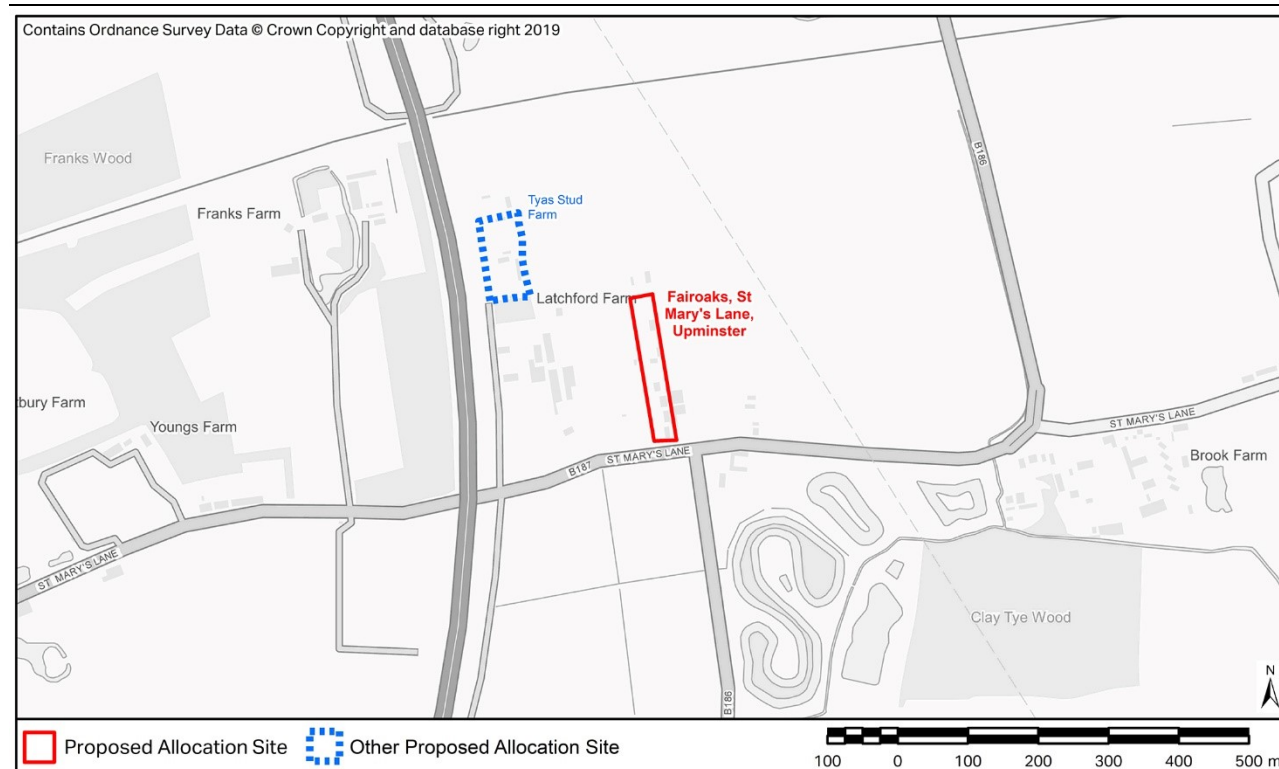 Contains Ordnance Survey Data © Crown Copyright and database right 2019
Franks Wood
B186
Franks Farm
Tyas Stud
Farm
Latchford Farm
Fairoaks, St
Mary's Lane,
Upminster
tbury Farm
Youngs Farm
ST MARY'S LANE
B187
ST MARY'S LANE
Brook Farm
ST MARY'S LANE
Clay Tye Wood
B186
N
Proposed Allocation Site
Other Proposed Allocation Site
100 0 100 200 300 400 500 m